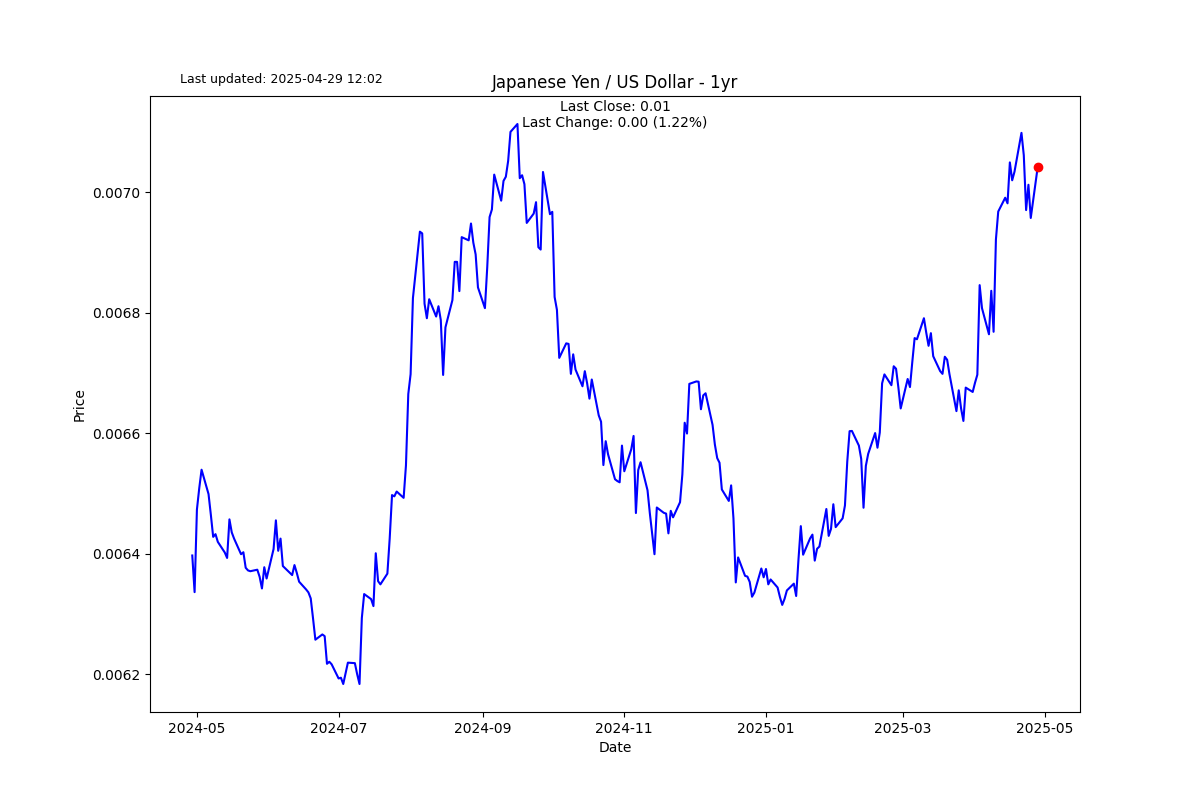 Last updated: 2025-04-29 12:02
Japanese Yen / US Dollar - 1yr
Last Close: 0.01
Last Change: 0.00 (1.22%)
Price
0.0070
0.0068
0.0066
0.0064
0.0062
2024-05
2024-07
2024-09
2024-11
2025-01
2025-03
2025-05
Date